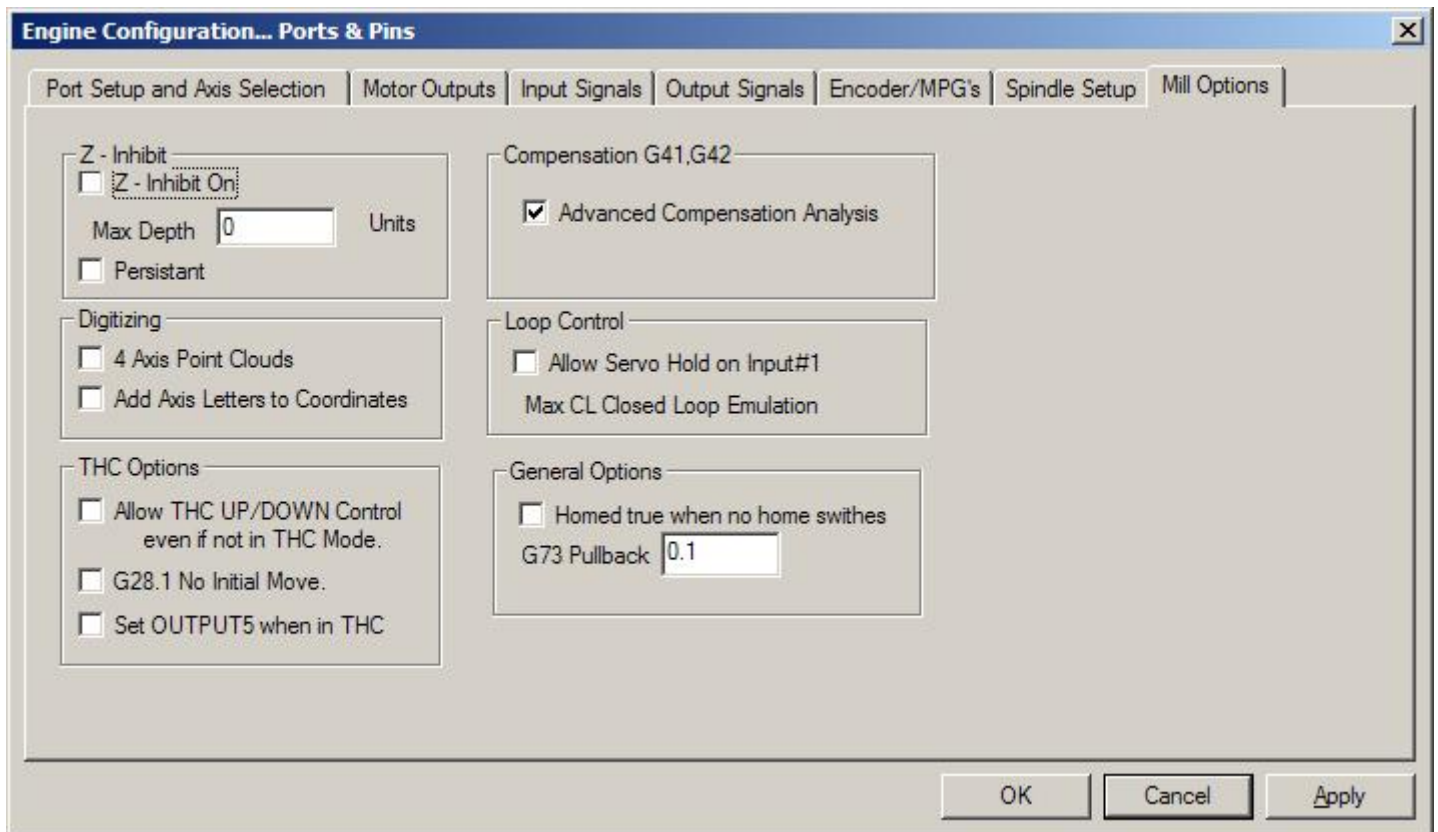 Engine Configuration... Ports & Pins
Port Setup and Axis Selection
Motor Outputs
Input Signals
Output Signals
Encoder/MPG's
Spindle Setup
Mill Options
Z - Inhibit
Z - Inhibit On
Max Depth 0 Units
Persistant
Compensation G41,G42
Advanced Compensation Analysis
Digitizing
4 Axis Point Clouds
Add Axis Letters to Coordinates
Loop Control
Allow Servo Hold on Input#1
Max CL Closed Loop Emulation
THC Options
Allow THC UP/DOWN Control
even if not in THC Mode.
G28.1 No Initial Move.
Set OUTPUT5 when in THC
General Options
Homed true when no home swithes
G73 Pullback 0.1
OK
Cancel
Apply